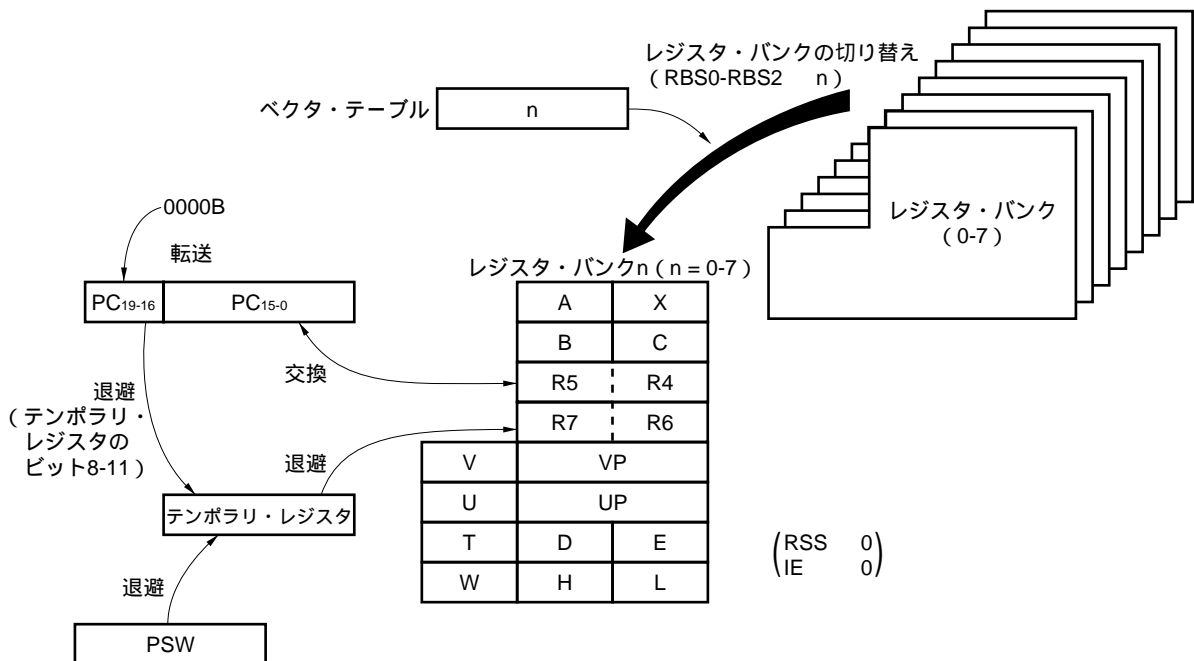 レジスタ・バンクの切り替え
（RBS0-RBS2 n）
ベクタ・テーブル
n
レジスタ・バンク
（0-7）
0000B
転送
レジスタ・バンクn（n = 0-7）
PC19-16
PC15-0
A X
B C
交換
R5 R4
R7 R6
退避
（テンポラリ・
レジスタの
ビット8-11）
退避
V VP
U UP
テンポラリ・レジスタ
T D E
W H L
RSS 0
IE 0
退避
PSW